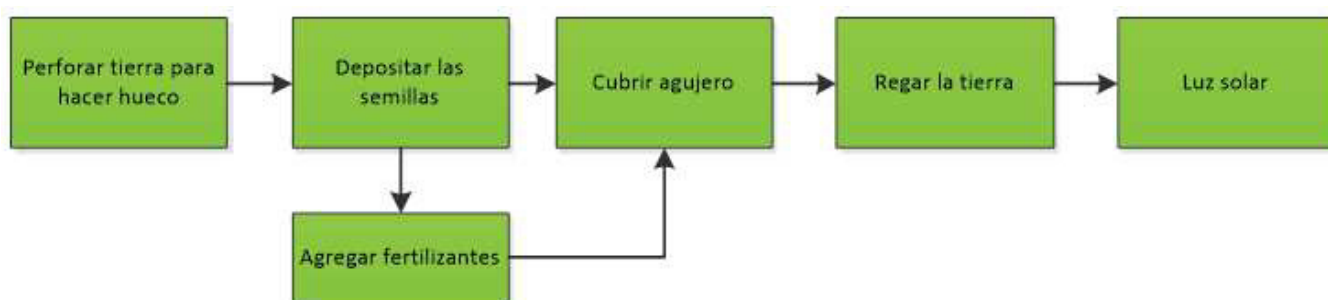 Perforar tierra para
hacer hueco
Depositar las
semillas
Cubrir agujero
Regar la tierra
Luz solar
Agregar fertilizantes